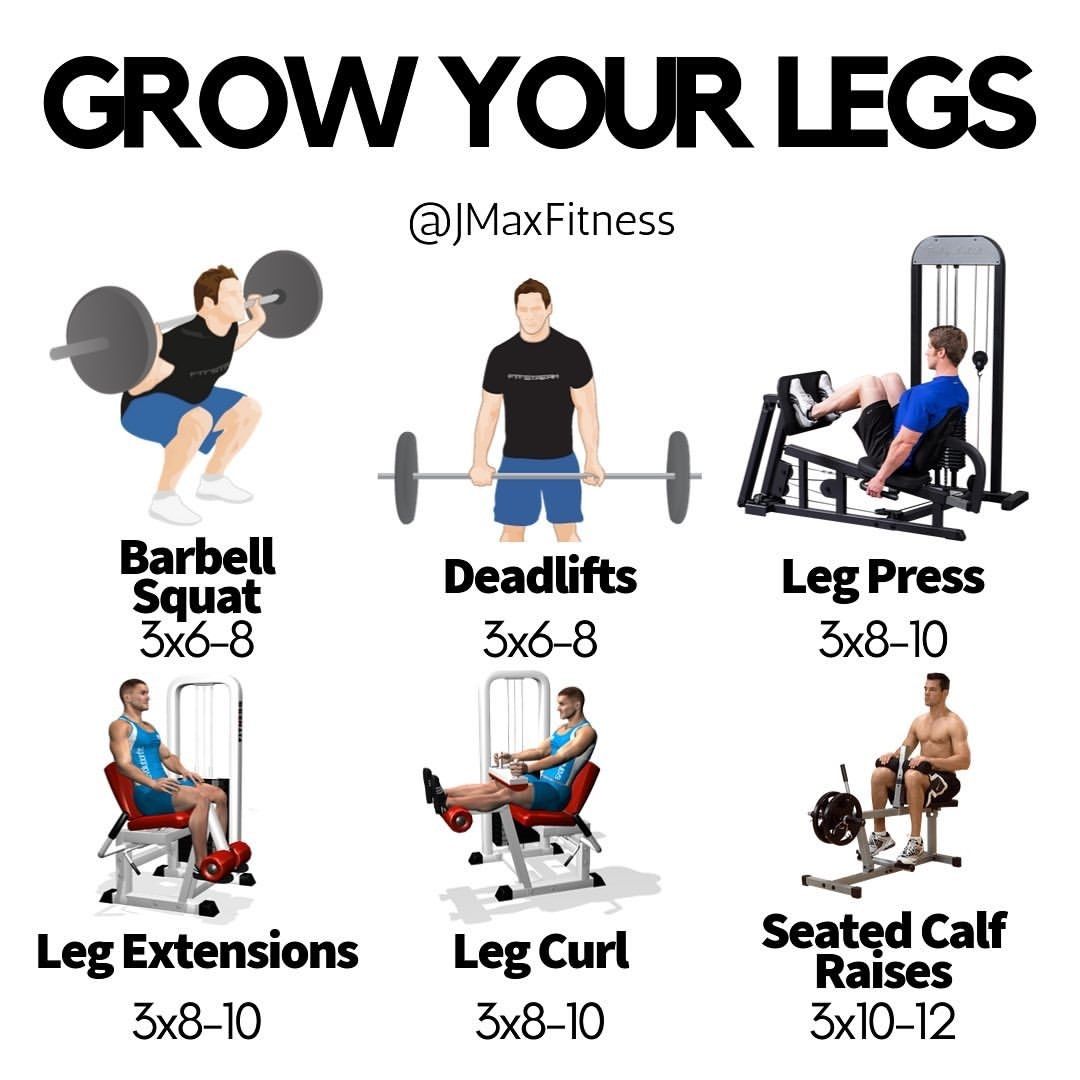 GROW YOUR LEGS
@JMaxFitness
Barbell
Squat
3x6-8
Deadlifts
3x6-8
Leg Press
3x8-10
Leg Extensions
3x8-10
Leg Curl
3x8-10
Seated Calf
Raises
3x10-12